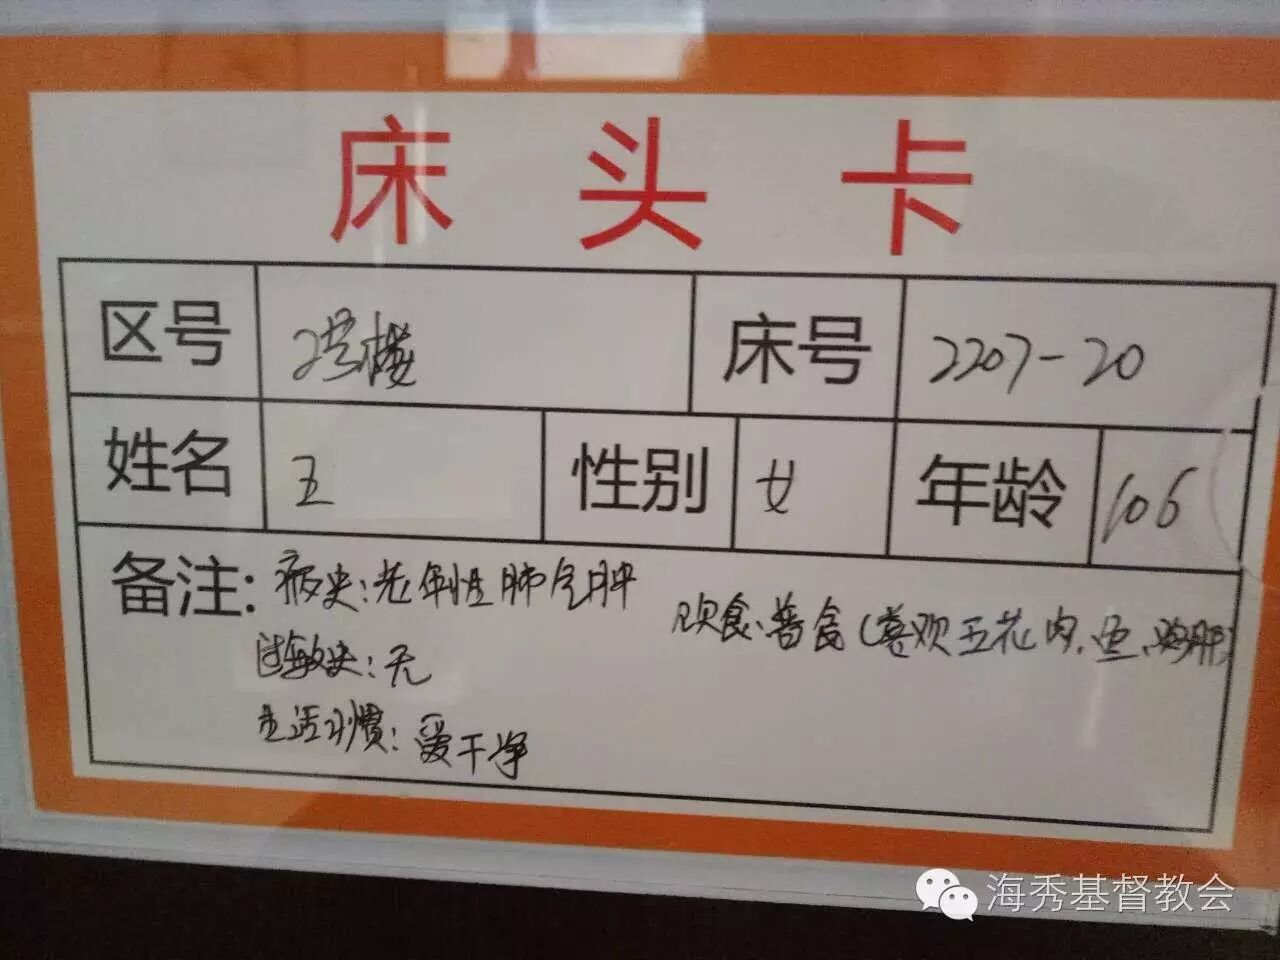 床头卡
区号 2号楼 床号 2207-20
姓名 王 性别 女 年龄 106
备注: 病史:老年性肺气肿
饮食:普食(喜欢五花肉、鱼、鸡肝)
过敏史:无
生活习惯:爱干净
海秀基督教会